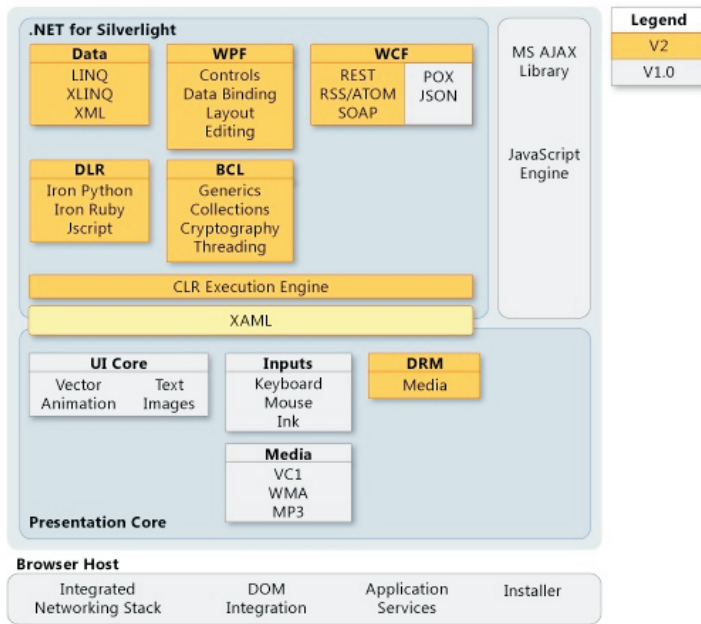 .NET for Silverlight
Data
LINQ
XLINQ
XML
WPF
Controls
Data Binding
Layout
Editing
WCF
REST
RSS/ATOM
SOAP
POX
JSON
MS AJAX
Library
JavaScript
Engine
Legend
V2
V1.0
DLR
Iron Python
Iron Ruby
Jscript
BCL
Generics
Collections
Cryptography
Threading
CLR Execution Engine
XAML
UI Core
Vector
Animation
Text
Images
Inputs
Keyboard
Mouse
Ink
DRM
Media
Media
VC1
WMA
MP3
Presentation Core
Browser Host
Integrated
Networking Stack
DOM
Integration
Application
Services
Installer